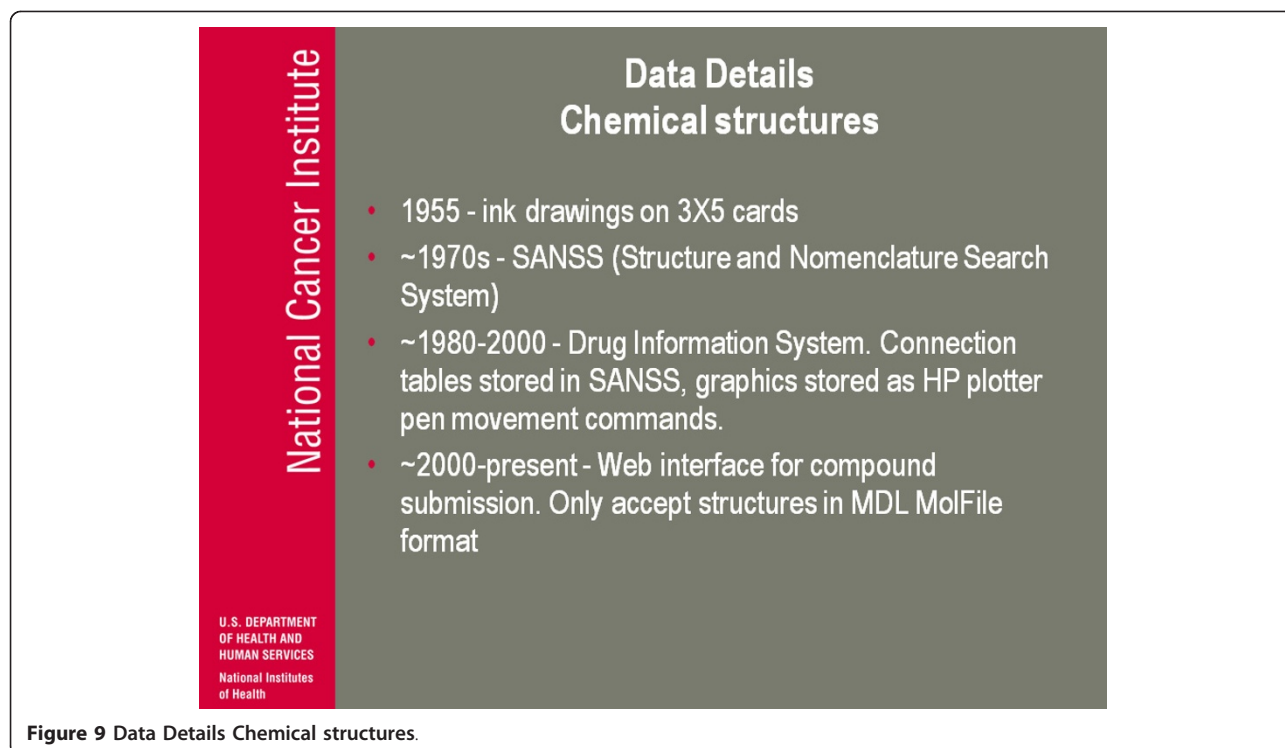 National Cancer Institute
U.S. DEPARTMENT
OF HEALTH AND
HUMAN SERVICES
National Institutes
of Health
Data Details
Chemical structures
• 1955 - ink drawings on 3X5 cards
• ~1970s - SANSS (Structure and Nomenclature Search
System)
• ~1980-2000 - Drug Information System. Connection
tables stored in SANSS, graphics stored as HP plotter
pen movement commands.
• ~2000-present - Web interface for compound
submission. Only accept structures in MDL MolFile
format
Figure 9 Data Details Chemical structures.